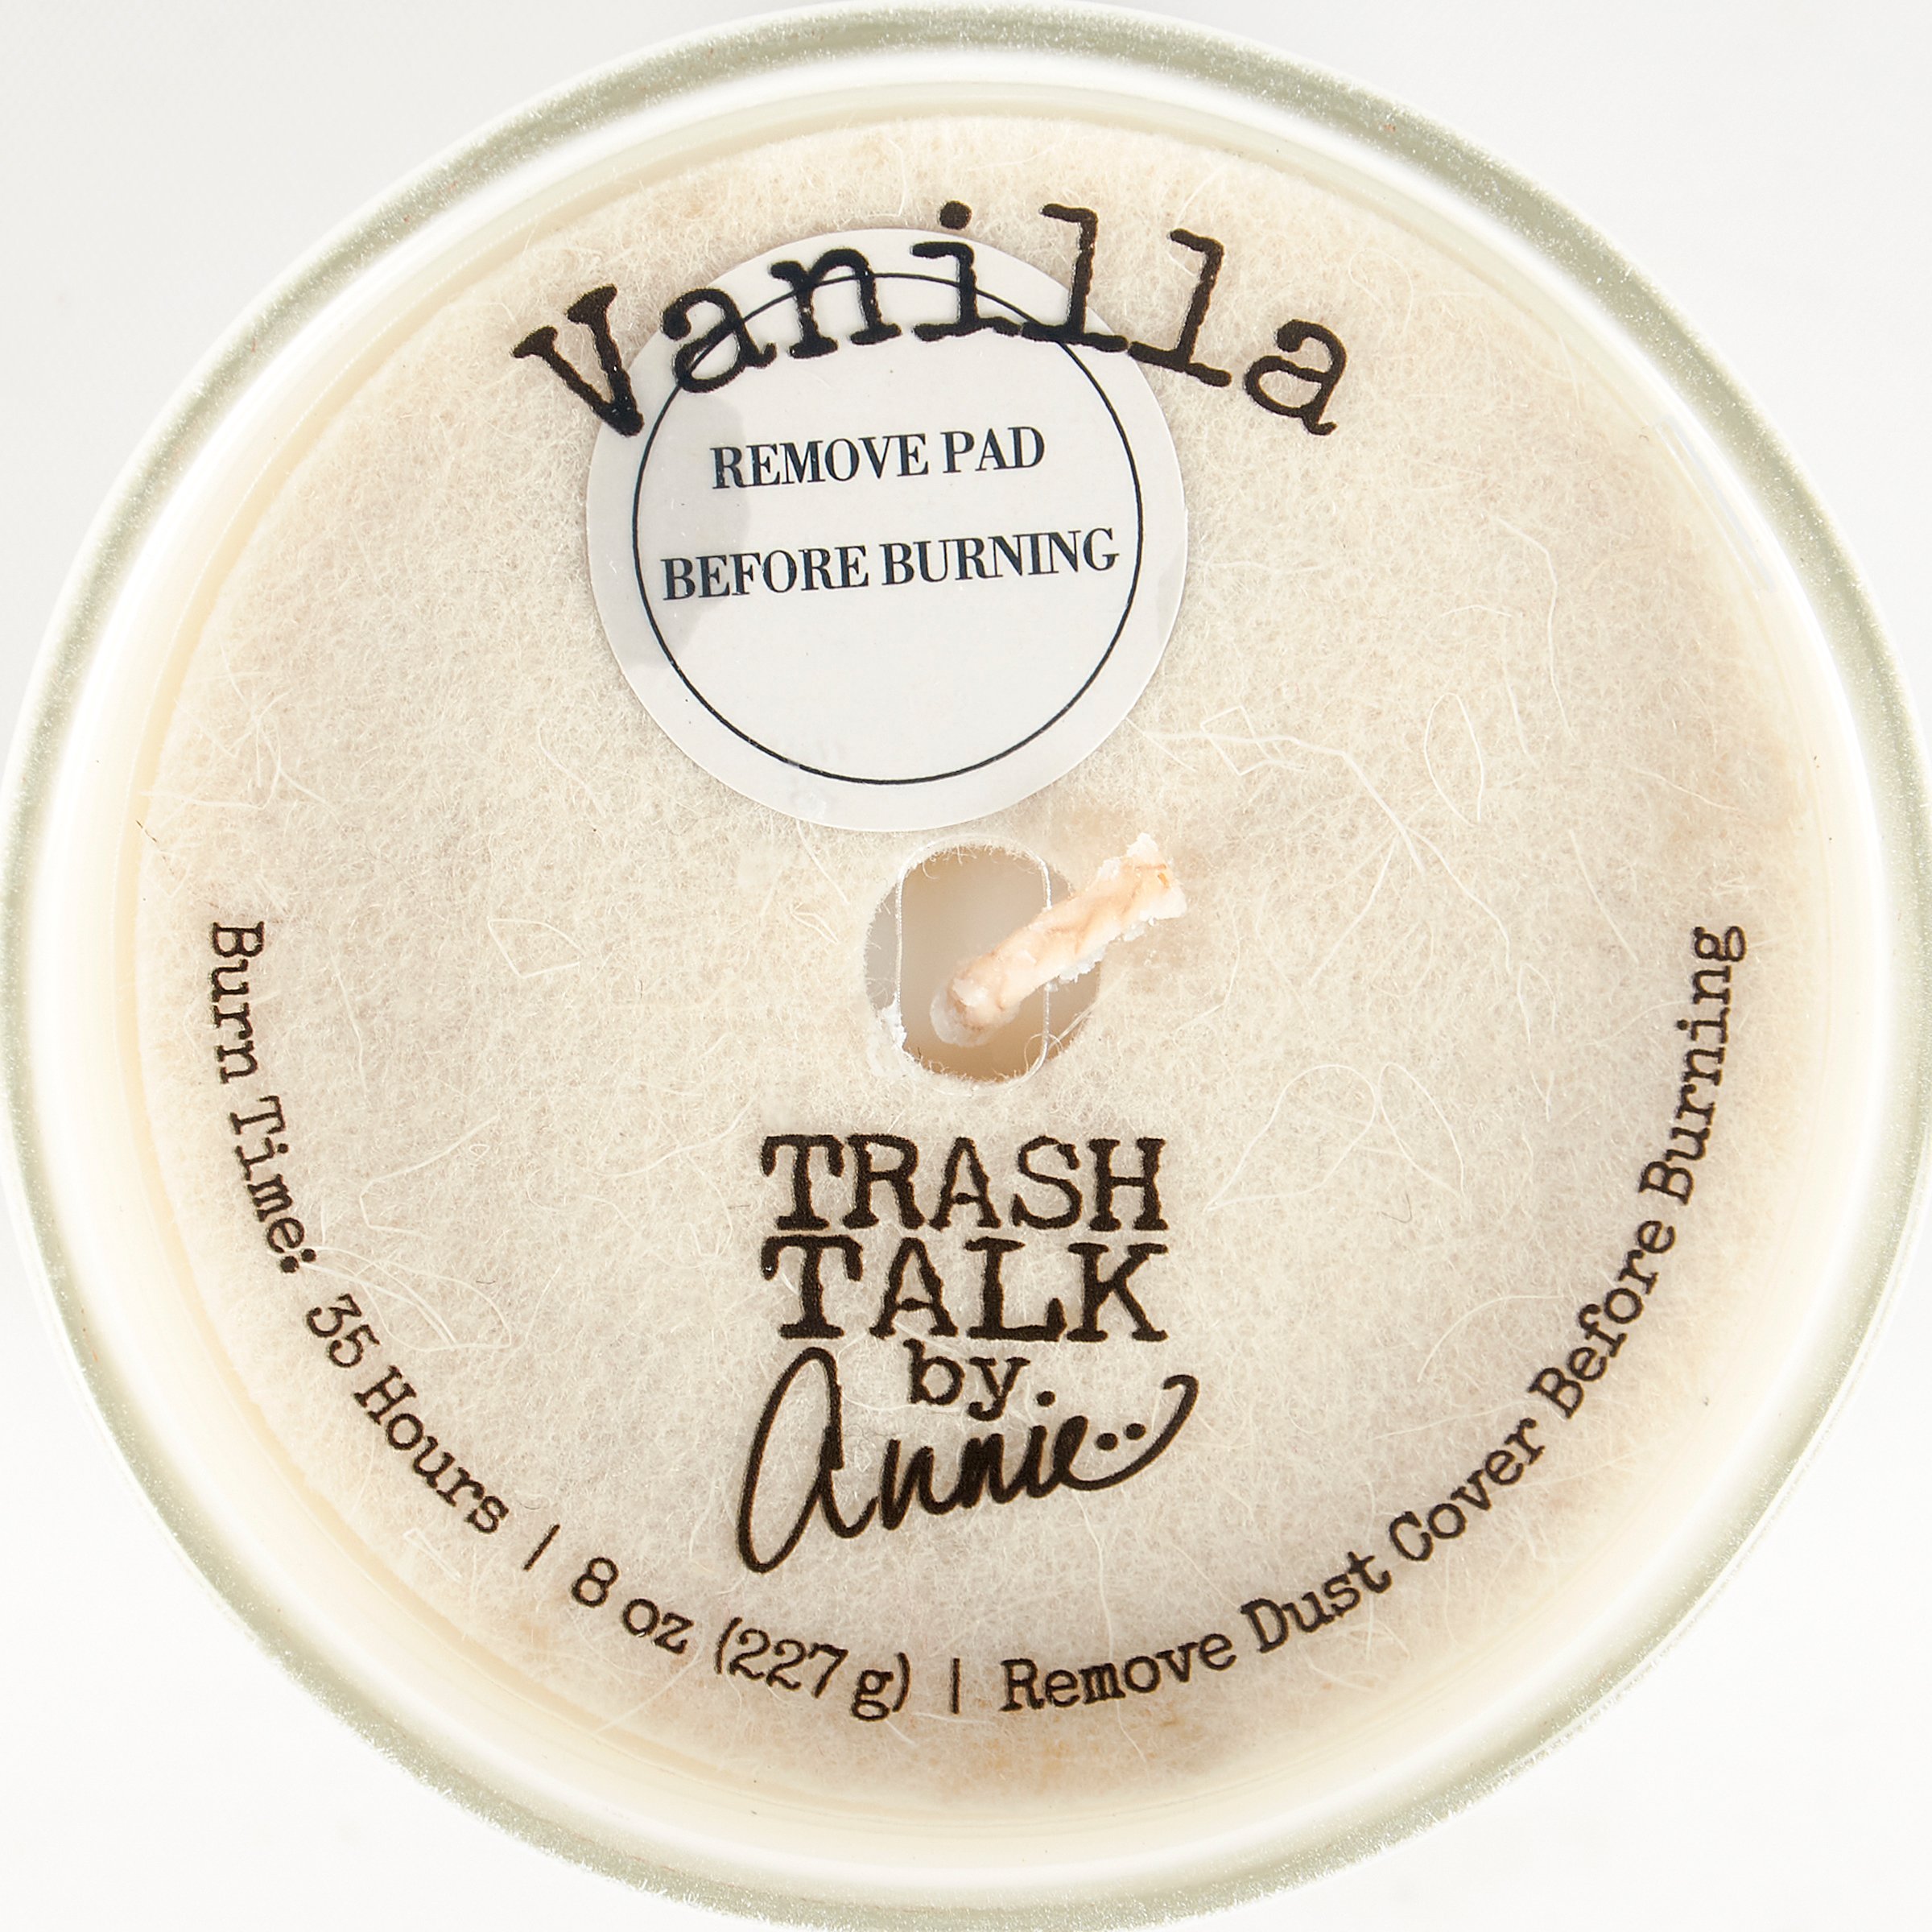 Vanilla
REMOVE PAD
BEFORE BURNING
TRASH
TALK
by.
Annie
Burn Time: 35 Hours | 8 oz (227 g) | Remove Dust Cover Before Burning